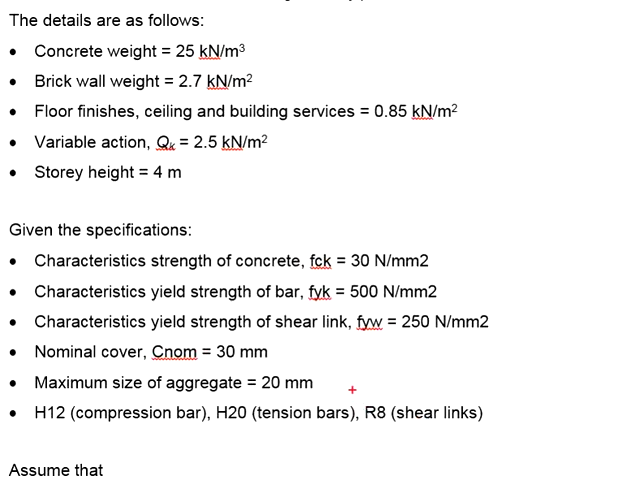 The details are as follows:
• Concrete weight = 25 kN/m³
• Brick wall weight = 2.7 kN/m²
• Floor finishes, ceiling and building services = 0.85 kN/m²
• Variable action, Qk = 2.5 kN/m²
• Storey height = 4 m
Given the specifications:
• Characteristics strength of concrete, fck = 30 N/mm2
• Characteristics yield strength of bar, fyk = 500 N/mm2
• Characteristics yield strength of shear link, fyw = 250 N/mm2
• Nominal cover, Cnom = 30 mm
• Maximum size of aggregate = 20 mm
• H12 (compression bar), H20 (tension bars), R8 (shear links)
Assume that